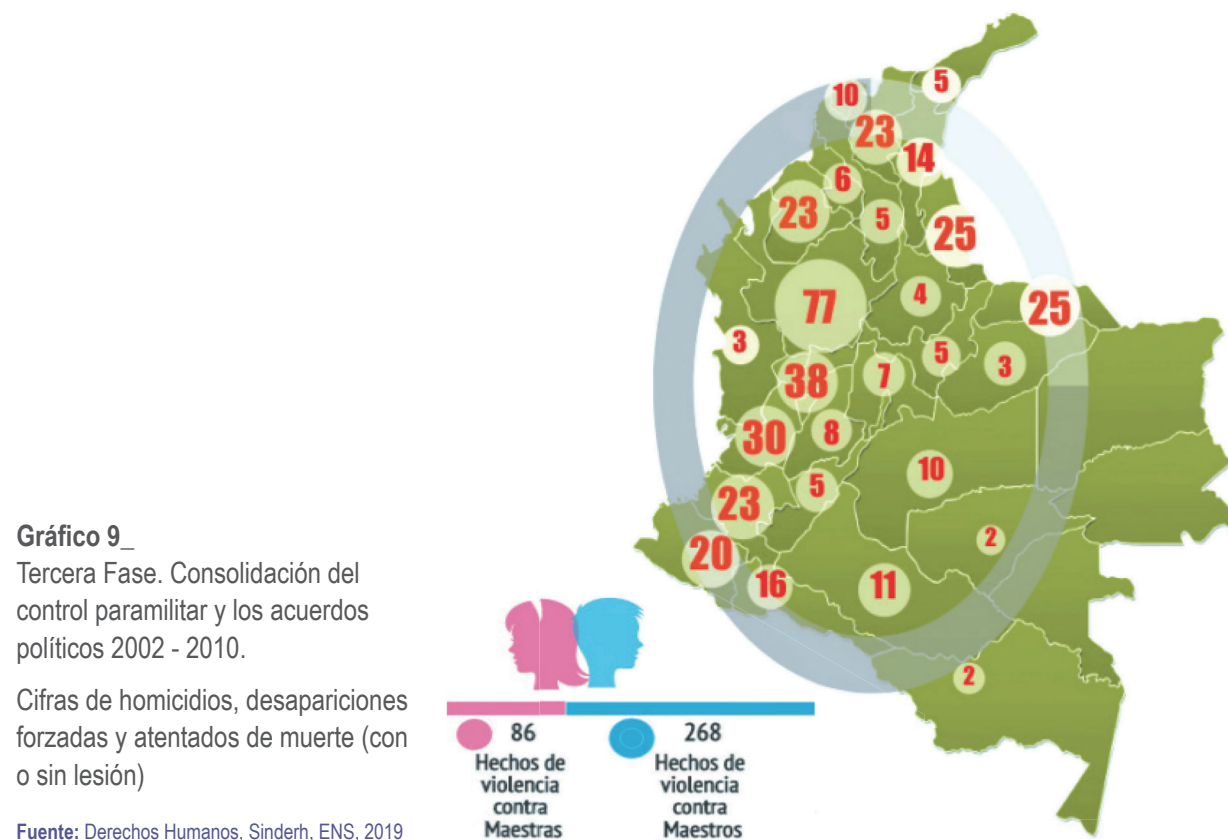 10
5
23
14
6
23
5
25
77
4
25
3
5
3
38
7
30
8
10
5
23
2
20
16
11
2
Gráfico 9_
Tercera Fase. Consolidación del
control paramilitar y los acuerdos
políticos 2002 - 2010.
Cifras de homicidios, desapariciones
forzadas y atentados de muerte (con
o sin lesión)
Fuente: Derechos Humanos, Sinderh, ENS, 2019
86
Hechos de
violencia
contra
Maestras
268
Hechos de
violencia
contra
Maestros